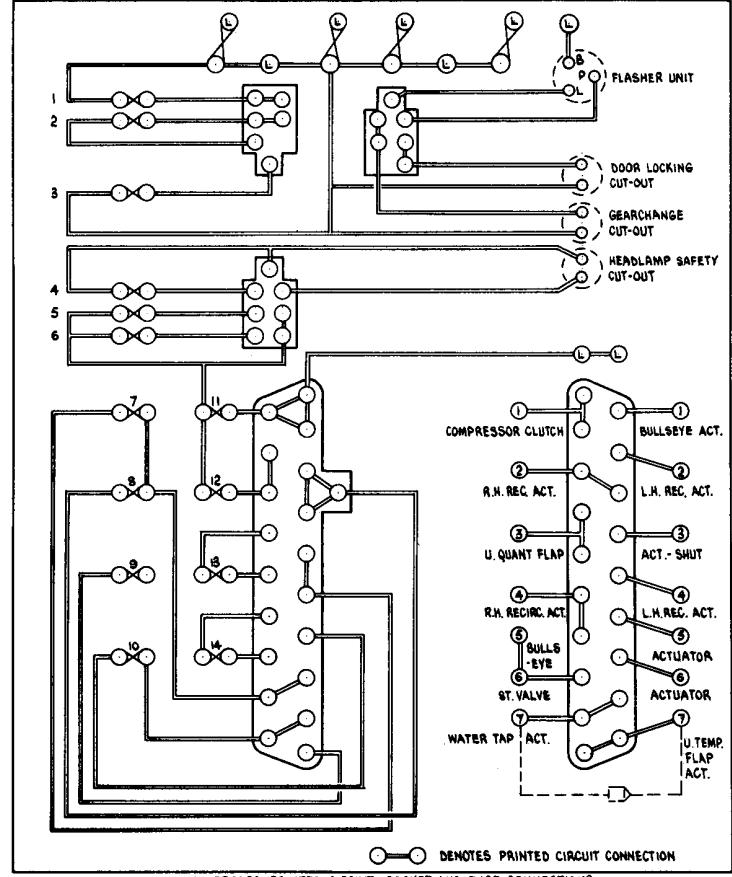 E E E E E
E E
B
P
L
FLASHER UNIT
1
2
3
DOOR LOCKING
CUT-OUT
GEARCHANGE
CUT-OUT
HEADLAMP SAFETY
CUT-OUT
4
5
6
E E
7 11
8 12
9 13
10 14
1 COMPRESSOR CLUTCH
1 BULLSEYE ACT.
2 R.H. REC. ACT.
2 L.H. REC. ACT.
3 U. QUANT FLAP
3 ACT. - SHUT
4 R.H. RECIRC. ACT.
4 L.H. REC. ACT.
5 BULLS
-EYE
5 ACTUATOR
6 ST. VALVE
6 ACTUATOR
7 WATER TAP ACT.
7 U. TEMP.
FLAP
ACT.
DENOTES PRINTED CIRCUIT CONNECTION